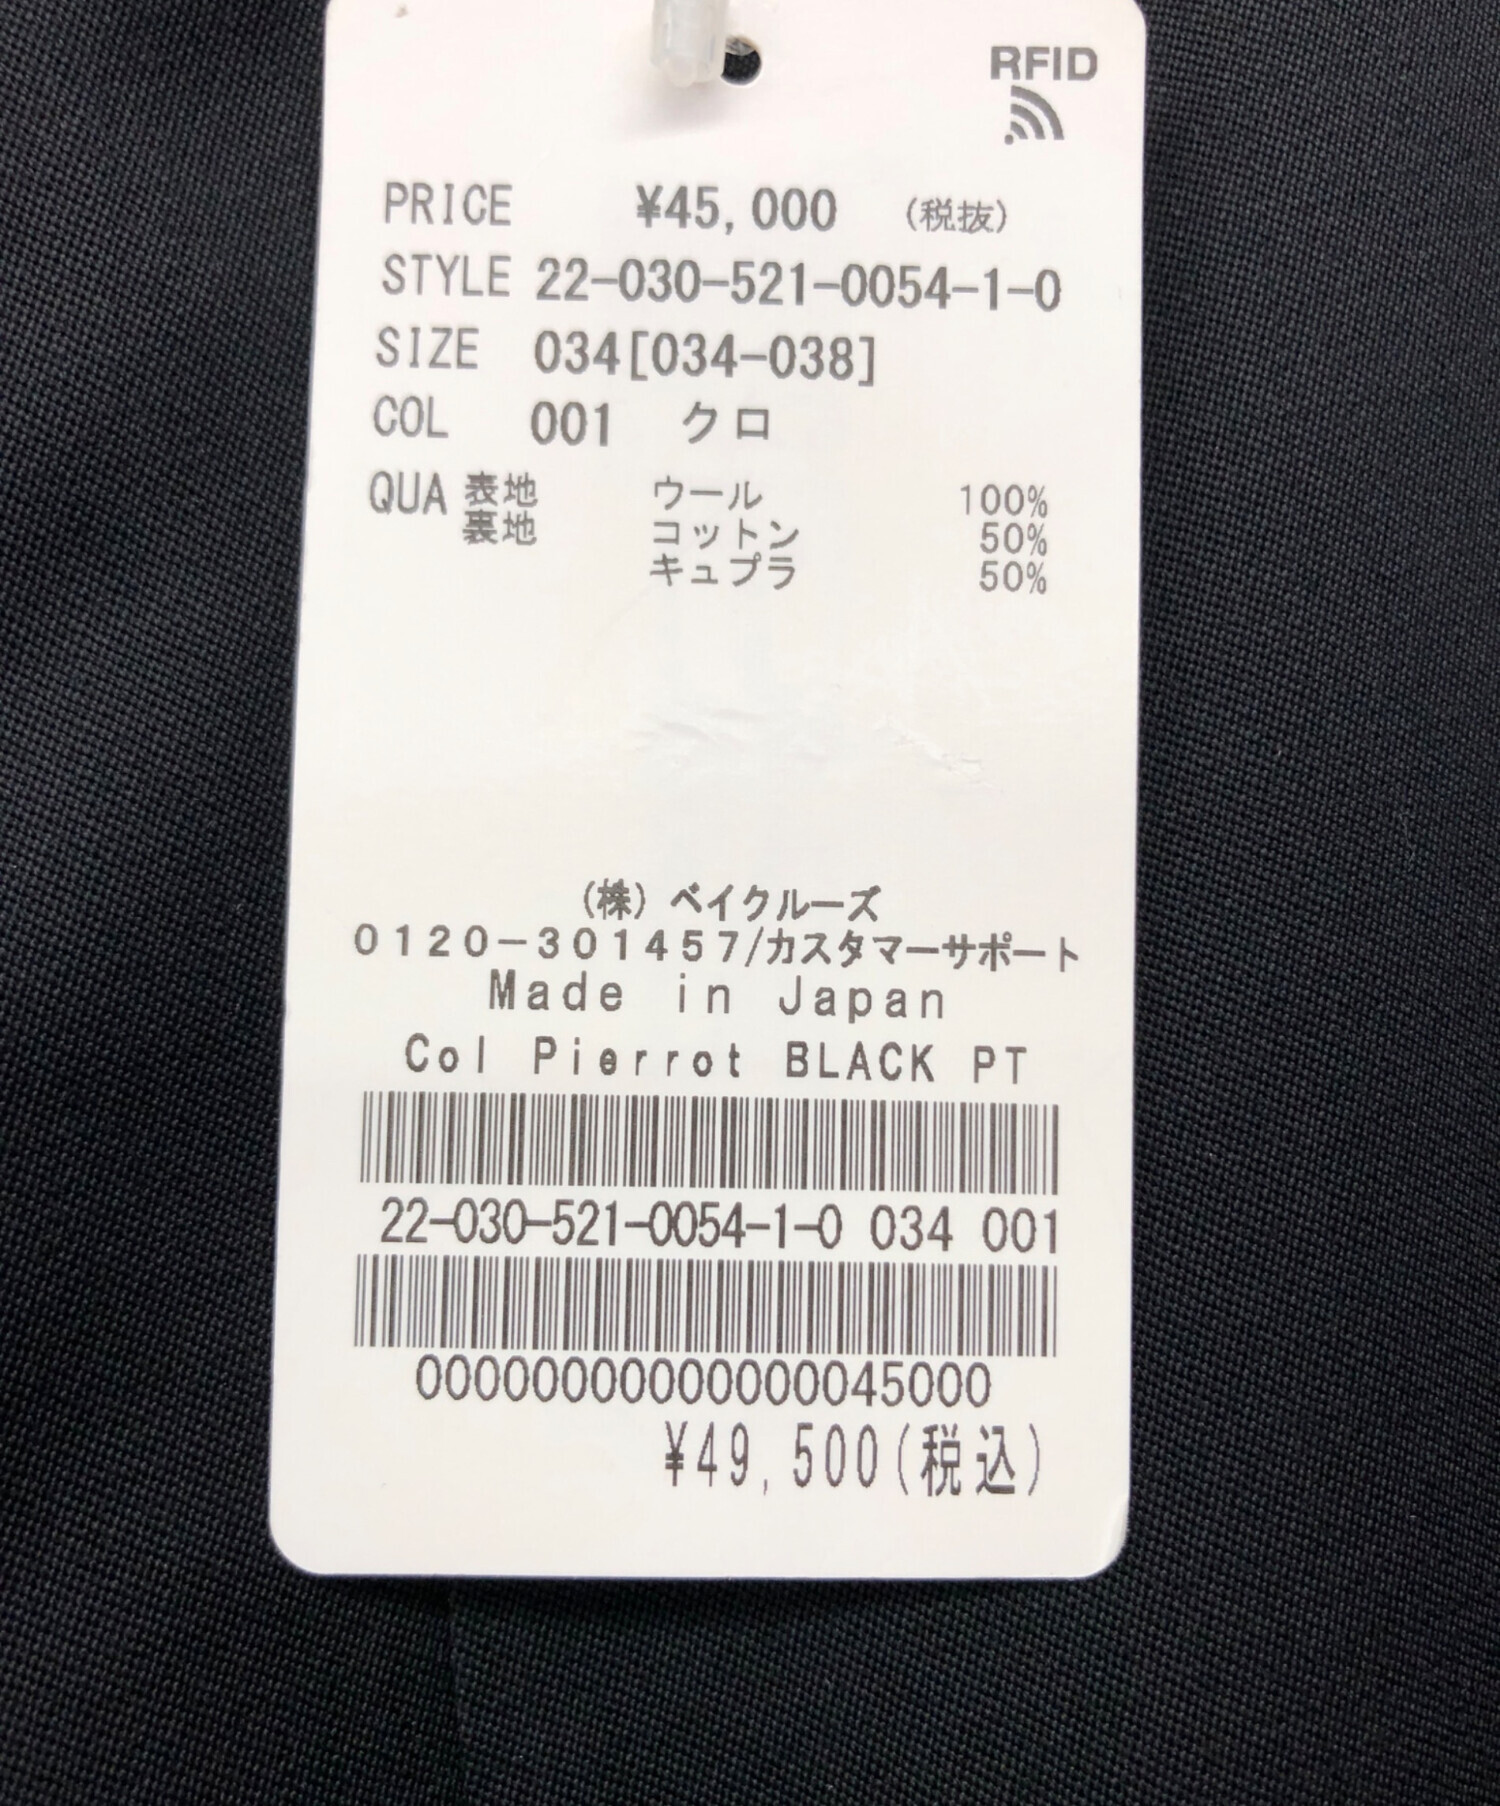 RFID
PRICE ¥45,000 (税抜)
STYLE 22-030-521-0054-1-0
SIZE 034[034-038]
COL 001 クロ
QUA 表地 ウール 100%
裏地 コットン 50%
キュプラ 50%
(株)ベイクルーズ
0120-301457/カスタマーサポート
Made in Japan
Col Pierrot BLACK PT
22-030-521-0054-1-0 034 001
00000000000000045000
¥49,500(税込)